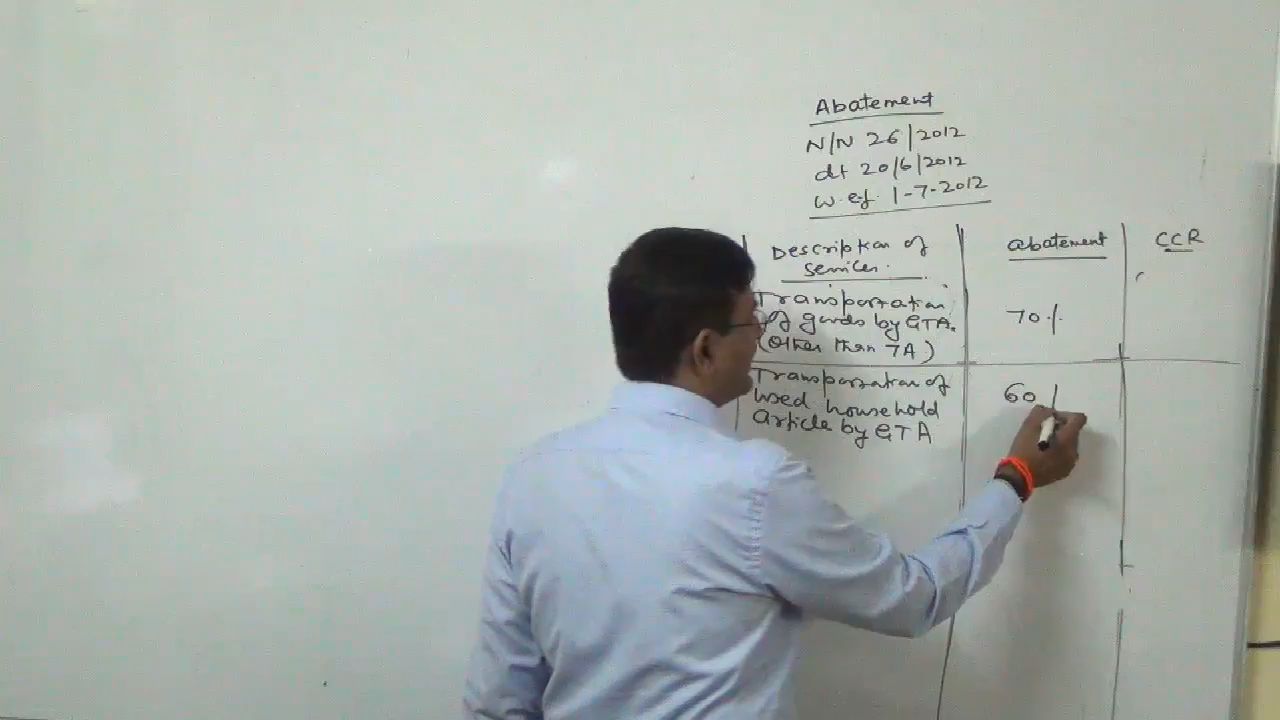 Abatement
N/N 26/2012
dt 20/6/2012
w.e.f. 1-7-2012
Description of services. abatement CCR
Transportation
of goods by GTA. 70%
(Other than 7A)
Transportation of
used household 60
Article by GTA